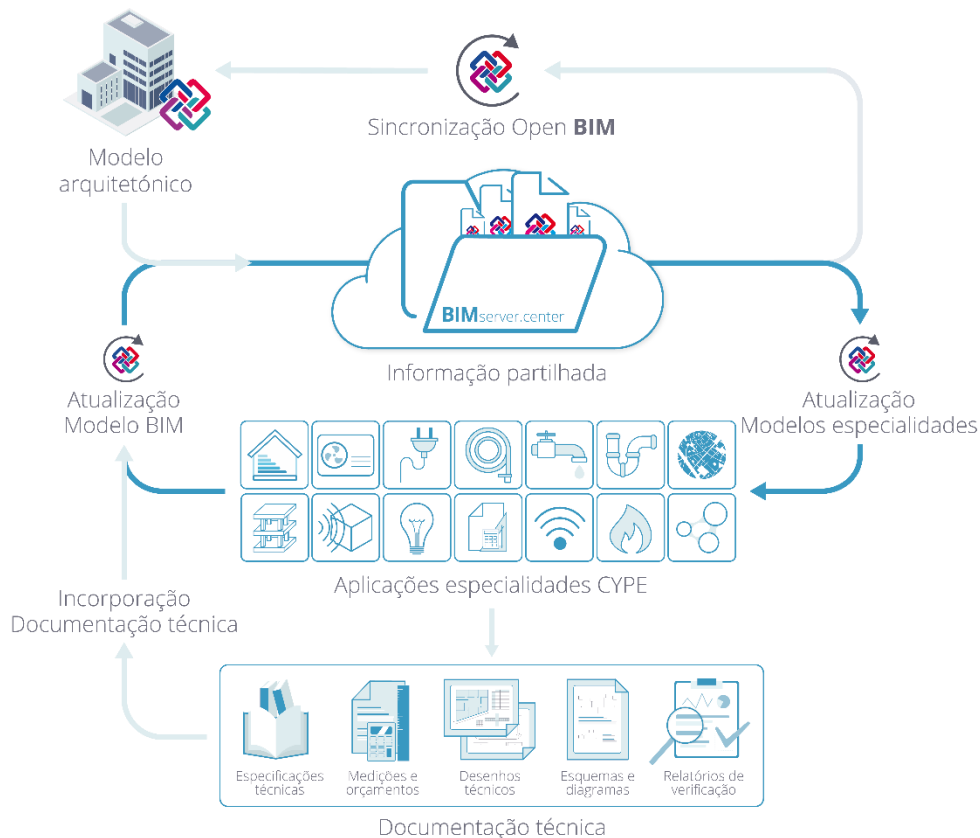 Sincronização Open BIM
Modelo
arquitetónico
BIMserver.center
Informação partilhada
Atualização
Modelo BIM
Atualização
Modelos especialidades
Aplicações especialidades CYPE
Incorporação
Documentação técnica
Especificações
técnicas
Medições e
orçamentos
Desenhos
técnicos
Esquemas e
diagramas
Relatórios de
verificação
Documentação técnica